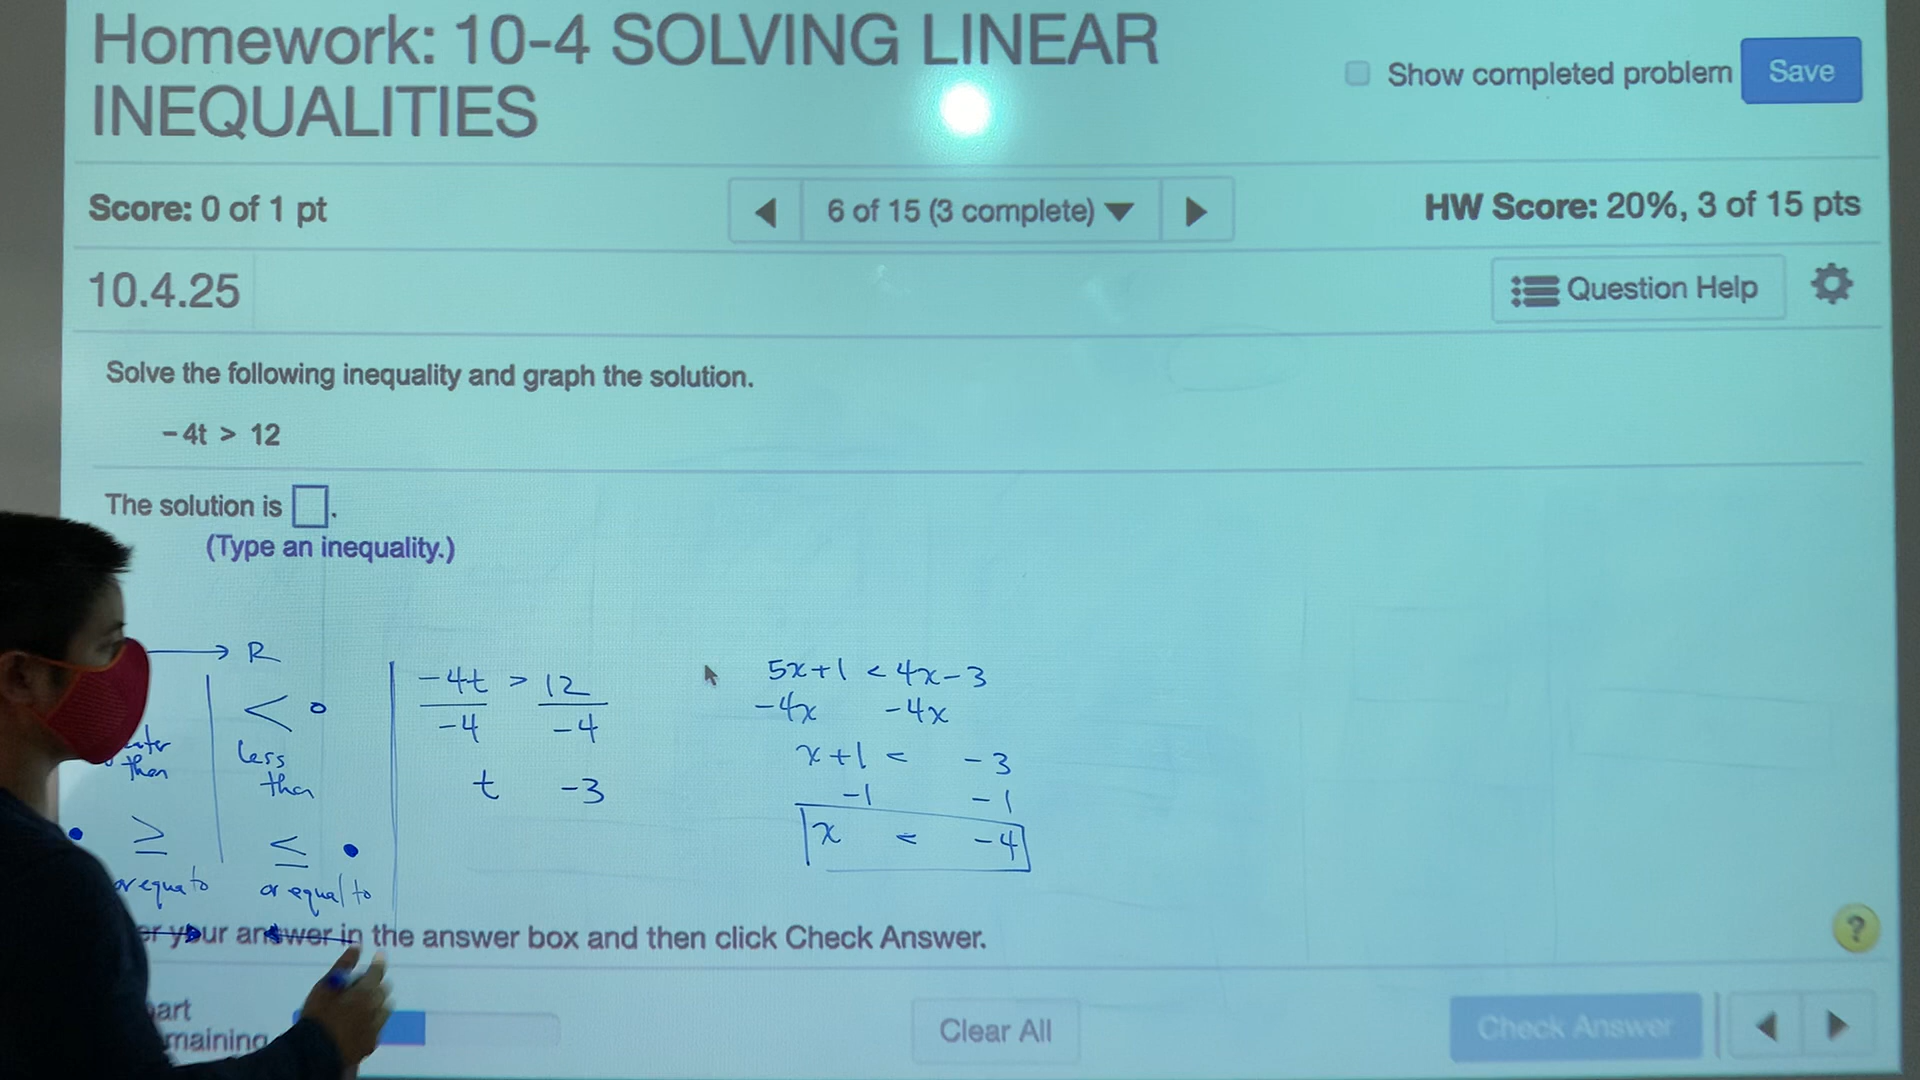 Homework: 10-4 SOLVING LINEAR
INEQUALITIES
Show completed problem
Save
Score: 0 of 1 pt
6 of 15 (3 complete)
HW Score: 20%, 3 of 15 pts
10.4.25
Question Help
Solve the following inequality and graph the solution.
-4t > 12
The solution is
.
(Type an inequality.)
→ R
<
less
than
than
≥
≤
or equal to
-4t > 12
-4 -4
t -3
5x+1 < 4x-3
-4x -4x
x+1 < -3
-1 -1
x < -4
your answer in the answer box and then click Check Answer.
?
Clear All
Check Answer